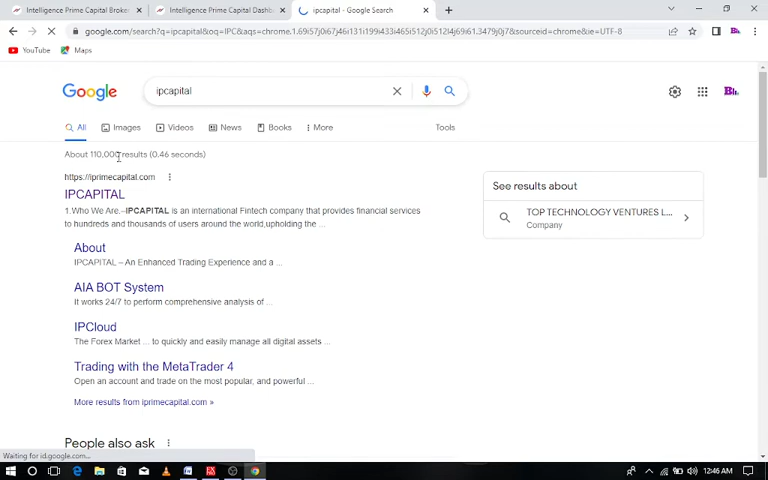 Intelligence Prime Capital Broker
Intelligence Prime Capital Dashb
ipcapital - Google Search
google.com/search?q=ipcapital&oq=IPC&aqs=chrome.1.69i57j0i67j46i131i199i433i465i512j0i512l4j69i61.3479j0j7&sourceid=chrome&ie=UTF-8
YouTube Maps
Google ipcapital
All Images Videos News Books More Tools
About 110,000 results (0.46 seconds)
https://iprimecapital.com
IPCAPITAL
1.Who We Are.–IPCAPITAL is an international Fintech company that provides financial services
to hundreds and thousands of users around the world,upholding the ...
About
IPCAPITAL – An Enhanced Trading Experience and a ...
AIA BOT System
It works 24/7 to perform comprehensive analysis of ...
IPCloud
The Forex Market ... to quickly and easily manage all digital assets ...
Trading with the MetaTrader 4
Open an account and trade on the most popular, and powerful ...
More results from iprimecapital.com »
People also ask
See results about
TOP TECHNOLOGY VENTURES L...
Company
Waiting for id.google.com...
12:46 AM